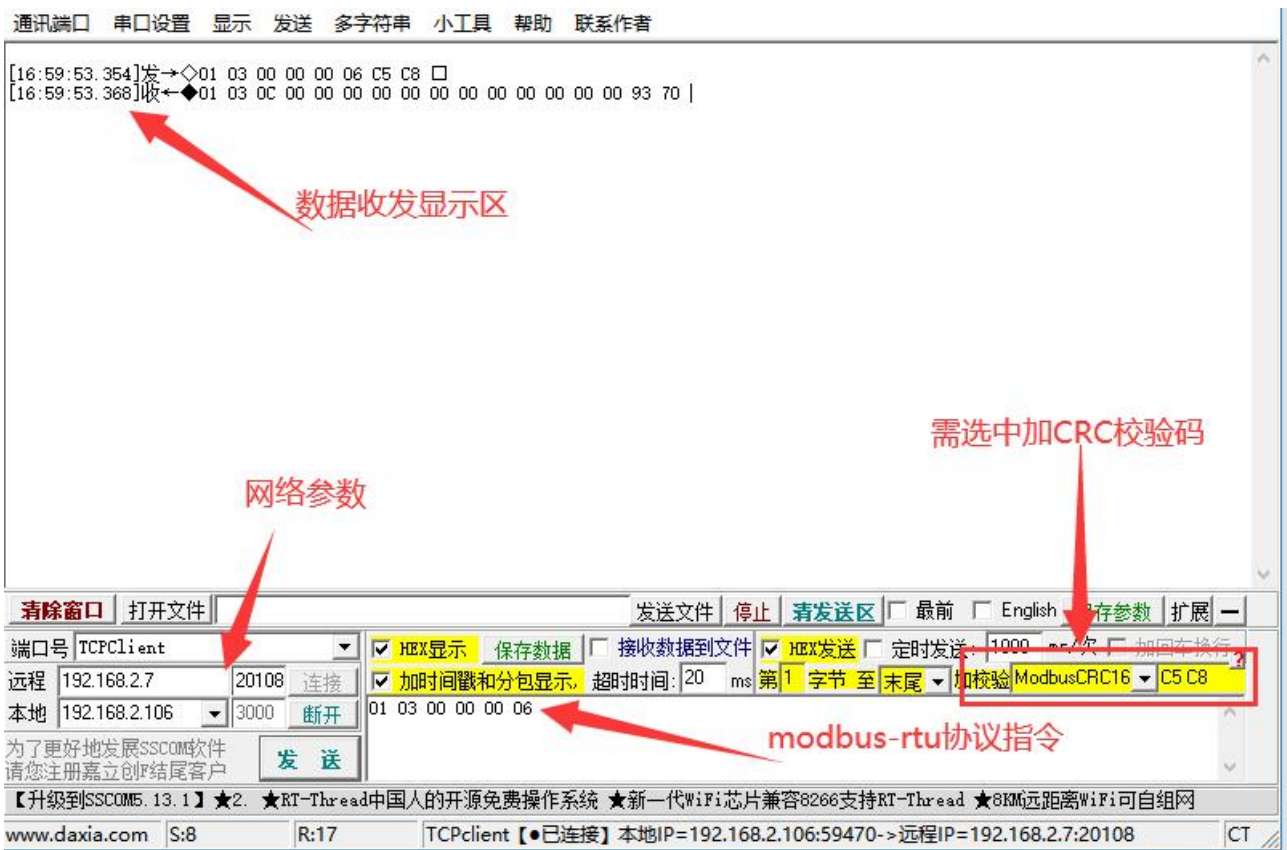 通讯端口 串口设置 显示 发送 多字符串 小工具 帮助 联系作者
[16:59:53.354]发→◇01 03 00 00 00 06 C5 C8 □
[16:59:53.368]收←◆01 03 0C 00 00 00 00 00 00 00 00 00 00 00 00 93 70
数据收发显示区
需选中加CRC校验码
网络参数
清除窗口 打开文件 发送文件 停止 清发送区 最前 English 存参数 扩展 —
端口号 TCPClient HEX显示 保存数据 接收数据到文件 HEX发送 定时发送: 1000 ms/次 加回车换行
远程 192.168.2.7 20108 连接 加时间戳和分包显示, 超时时间: 20 ms 第 1 字节 至 末尾 加校验 ModbusCRC16 C5 C8 ?
本地 192.168.2.106 3000 断开 01 03 00 00 00 06
modbus-rtu协议指令
为了更好地发展SSCOM软件
请您注册嘉立创F结尾客户
发 送
【升级到SSCOM5.13.1】★2. ★RT-Thread中国人的开源免费操作系统 ★新一代WiFi芯片兼容8266支持RT-Thread ★8KM远距离WiFi可自组网
www.daxia.com S:8 R:17 TCPclient【●已连接】本地IP=192.168.2.106:59470->远程IP=192.168.2.7:20108 CT